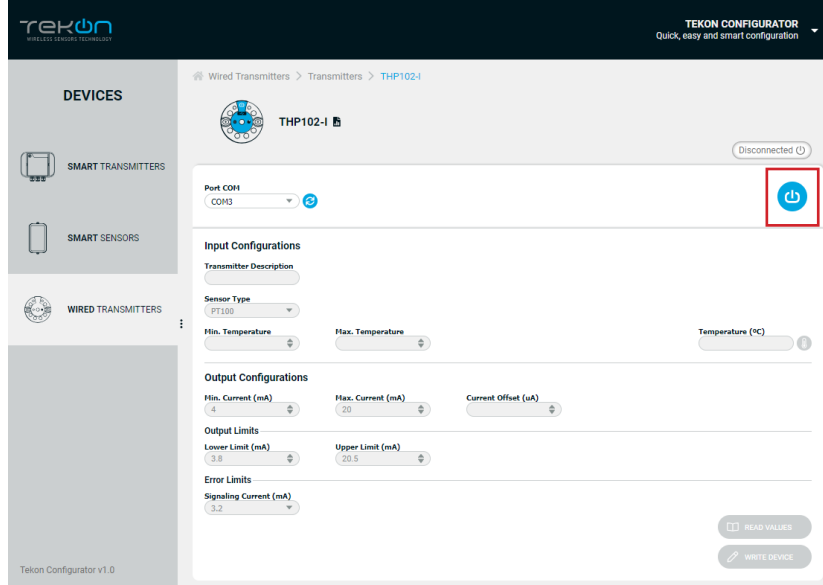 TEKON
WIRELESS SENSORS TECHNOLOGY
TEKON CONFIGURATOR
Quick, easy and smart configuration
DEVICES
SMART TRANSMITTERS
SMART SENSORS
WIRED TRANSMITTERS
Tekon Configurator v1.0
Wired Transmitters > Transmitters > THP102-I
THP102-I
Disconnected
Port COM
COM3
Input Configurations
Transmitter Description
Sensor Type
PT100
Min. Temperature Max. Temperature Temperature (ºC)
Output Configurations
Min. Current (mA) Max. Current (mA) Current Offset (uA)
4 20
Output Limits
Lower Limit (mA) Upper Limit (mA)
3.8 20.5
Error Limits
Signaling Current (mA)
3.2
READ VALUES
WRITE DEVICE